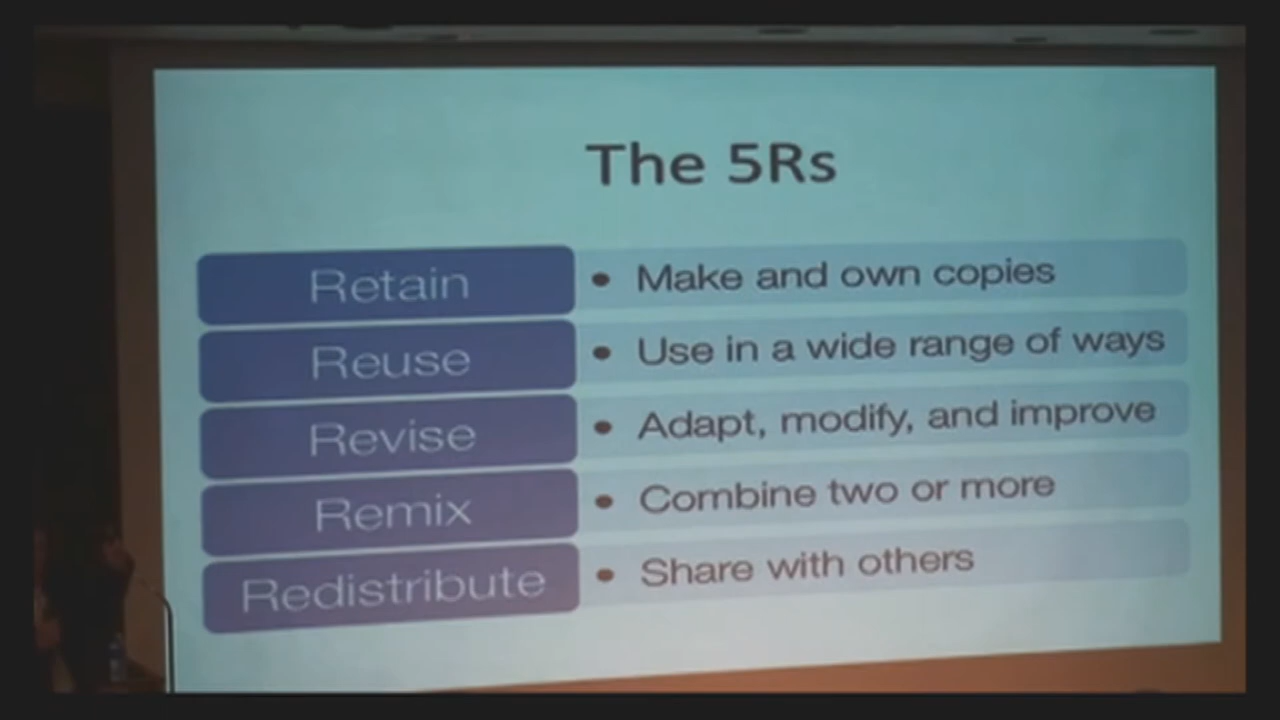 The 5Rs
Retain
• Make and own copies
Reuse
• Use in a wide range of ways
Revise
• Adapt, modify, and improve
Remix
• Combine two or more
Redistribute
• Share with others